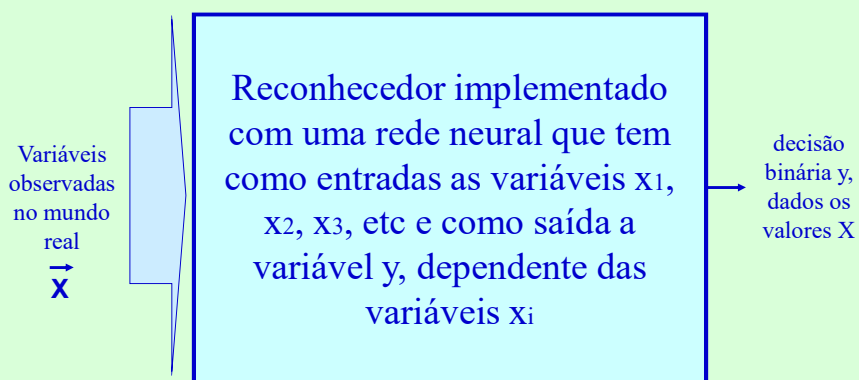 Variáveis
observadas
no mundo
real
X
Reconhecedor implementado
com uma rede neural que tem
como entradas as variáveis x1,
x2, x3, etc e como saída a
variável y, dependente das
variáveis xi
decisão
binária y,
dados os
valores X